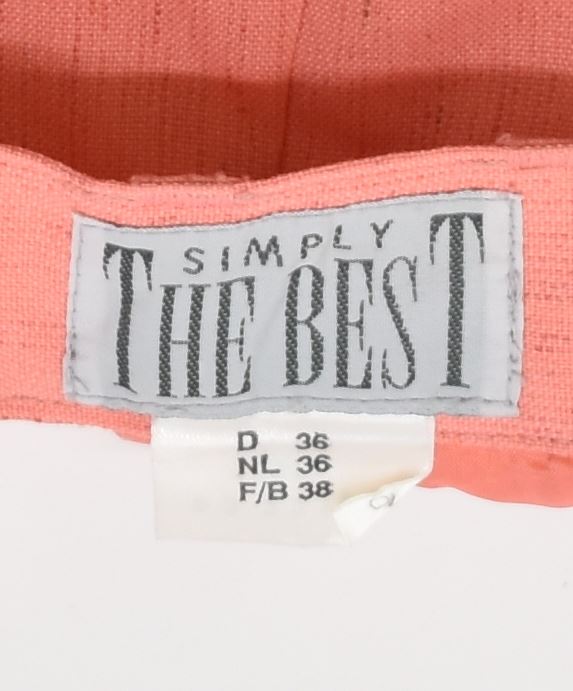 SIMPLY
THE BEST
D 36
NL 36
F/B 38